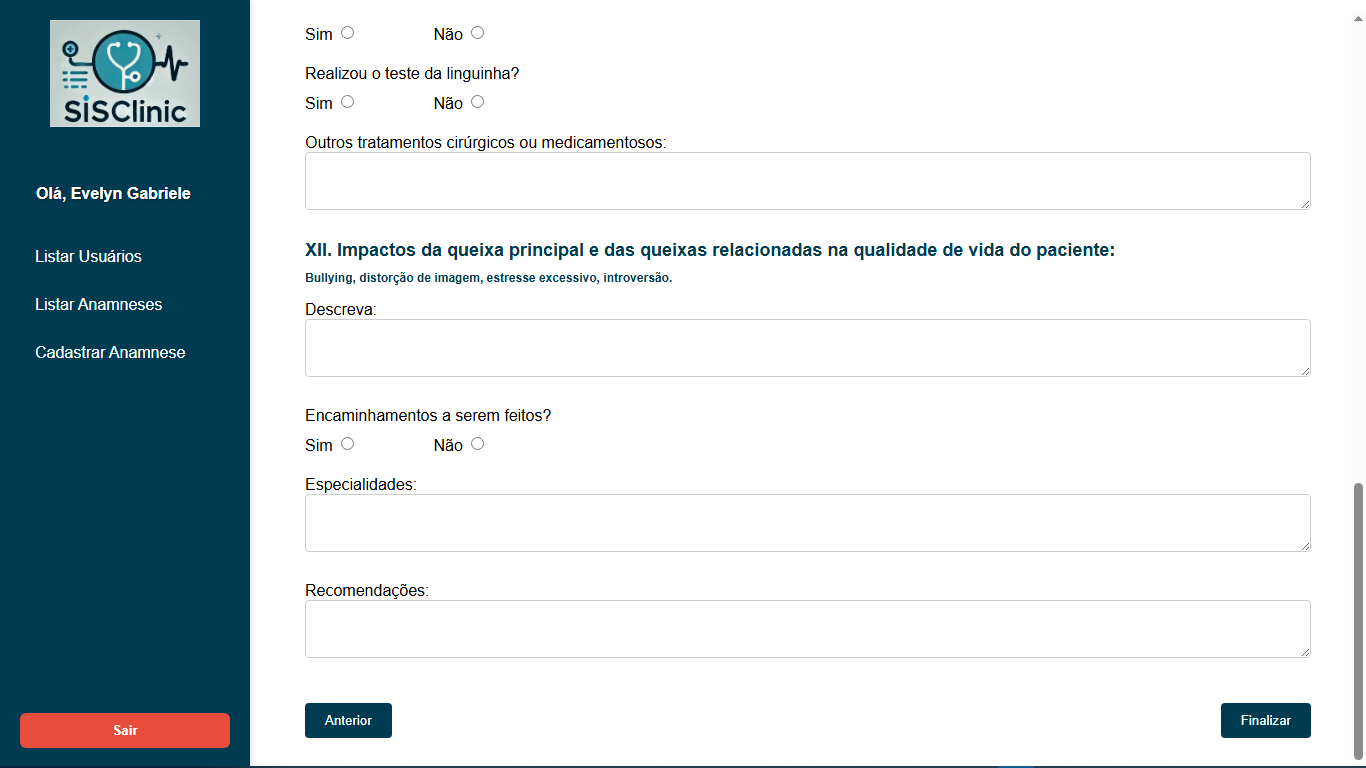 SiSClinic
Olá, Evelyn Gabriele
Listar Usuários
Listar Anamneses
Cadastrar Anamnese
Sair
Sim Não
Realizou o teste da linguinha?
Sim Não
Outros tratamentos cirúrgicos ou medicamentosos:
XII. Impactos da queixa principal e das queixas relacionadas na qualidade de vida do paciente:
Bullying, distorção de imagem, estresse excessivo, introversão.
Descreva:
Encaminhamentos a serem feitos?
Sim Não
Especialidades:
Recomendações:
Anterior Finalizar